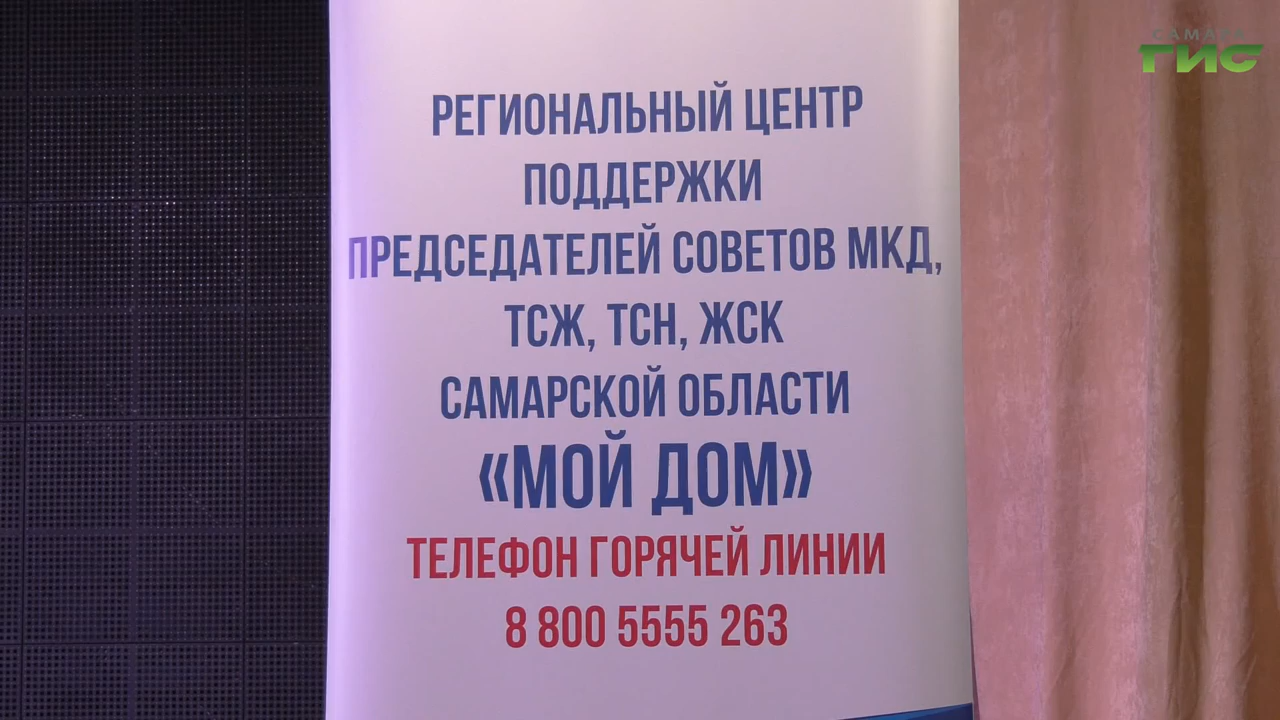 САМАРА
ГИС
РЕГИОНАЛЬНЫЙ ЦЕНТР
ПОДДЕРЖКИ
ПРЕДСЕДАТЕЛЕЙ СОВЕТОВ МКД,
ТСЖ, ТСН, ЖСК
САМАРСКОЙ ОБЛАСТИ
«МОЙ ДОМ»
ТЕЛЕФОН ГОРЯЧЕЙ ЛИНИИ
8 800 5555 263